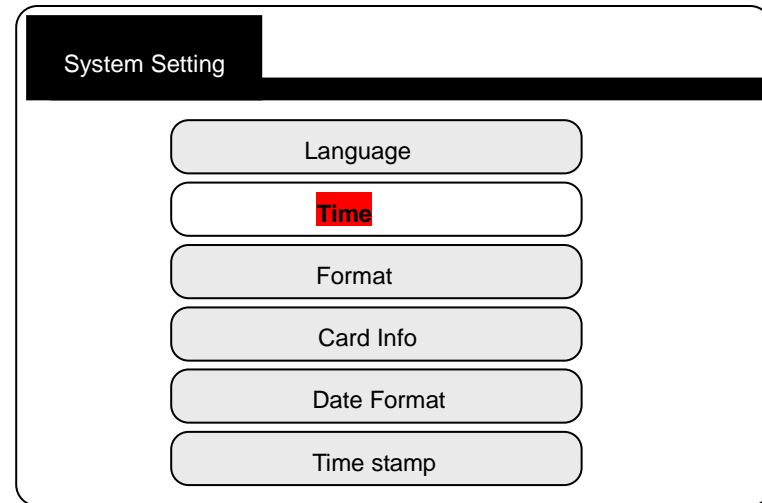 System Setting
Language
Time
Format
Card Info
Date Format
Time stamp